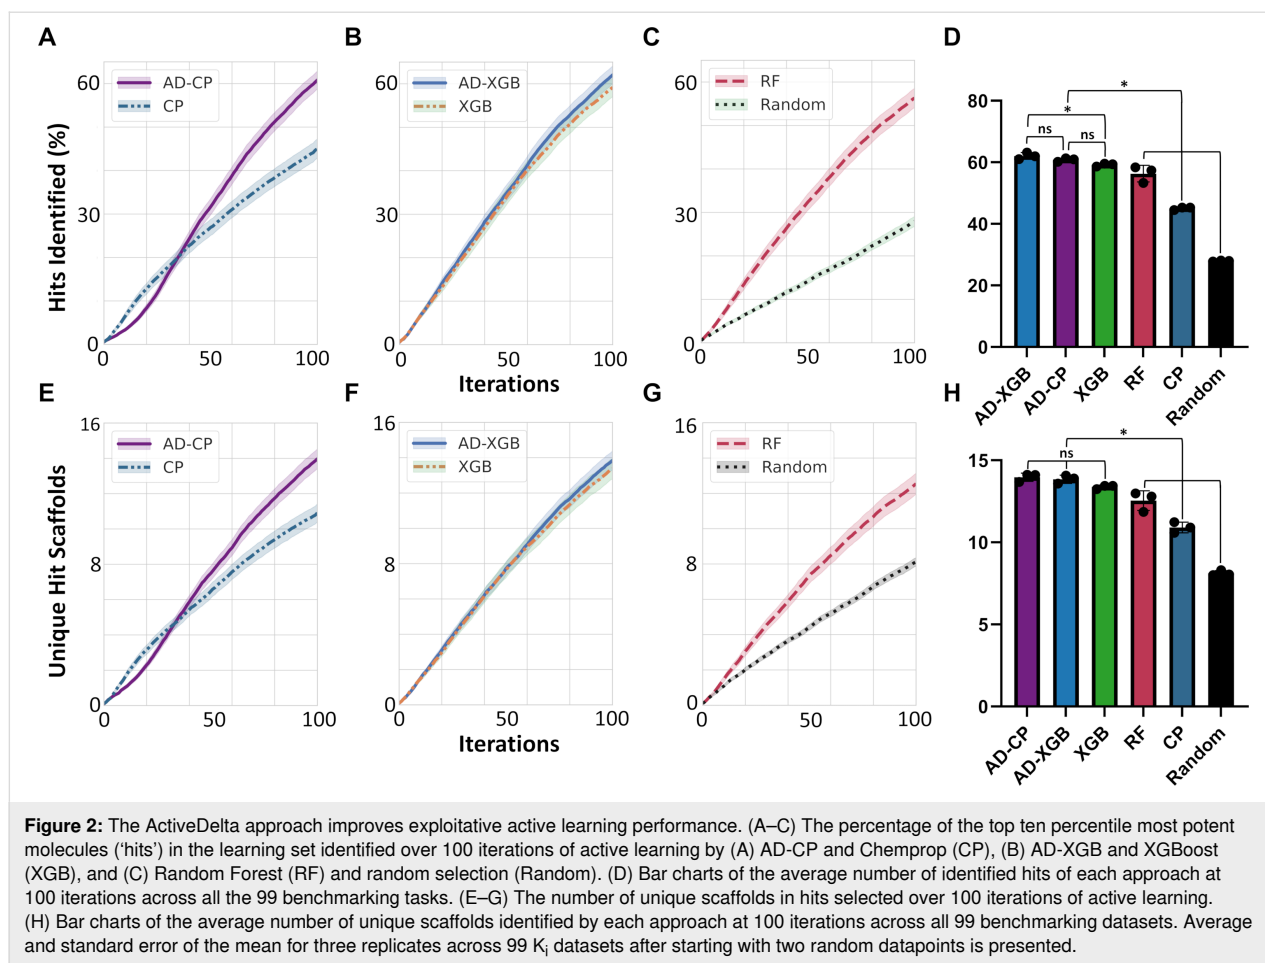 A
B
C
D
Hits Identified (%)
60
30
0
0
50
100
AD-CP
CP
60
30
0
0
50
100
AD-XGB
XGB
Iterations
60
30
0
0
50
100
RF
Random
80
60
40
20
0
*
*
ns
ns
AD-XGB
AD-CP
XGB
RF
CP
Random
E
F
G
H
Unique Hit Scaffolds
16
8
0
0
50
100
AD-CP
CP
16
8
0
0
50
100
AD-XGB
XGB
Iterations
16
8
0
0
50
100
RF
Random
15
10
5
0
*
ns
AD-CP
AD-XGB
XGB
RF
CP
Random
Figure 2: The ActiveDelta approach improves exploitative active learning performance. (A–C) The percentage of the top ten percentile most potent
molecules (‘hits’) in the learning set identified over 100 iterations of active learning by (A) AD-CP and Chemprop (CP), (B) AD-XGB and XGBoost
(XGB), and (C) Random Forest (RF) and random selection (Random). (D) Bar charts of the average number of identified hits of each approach at
100 iterations across all the 99 benchmarking tasks. (E–G) The number of unique scaffolds in hits selected over 100 iterations of active learning.
(H) Bar charts of the average number of unique scaffolds identified by each approach at 100 iterations across all 99 benchmarking datasets. Average
and standard error of the mean for three replicates across 99 Ki datasets after starting with two random datapoints is presented.